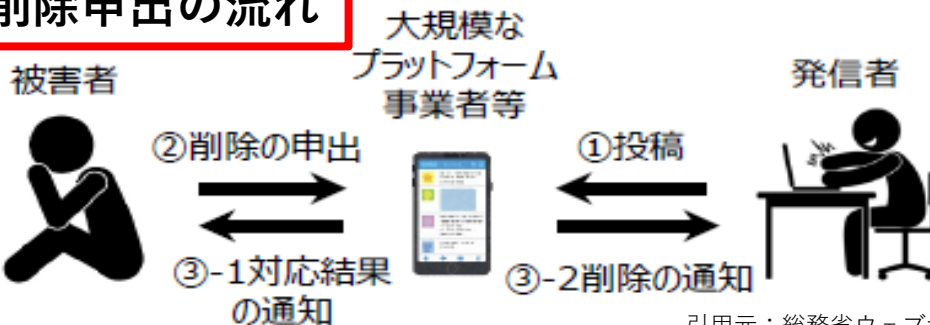 削除申出の流れ
大規模な
プラットフォーム
事業者等
被害者
発信者
②削除の申出
①投稿
③-1対応結果
の通知
③-2削除の通知
引用元：総務省ウェブ